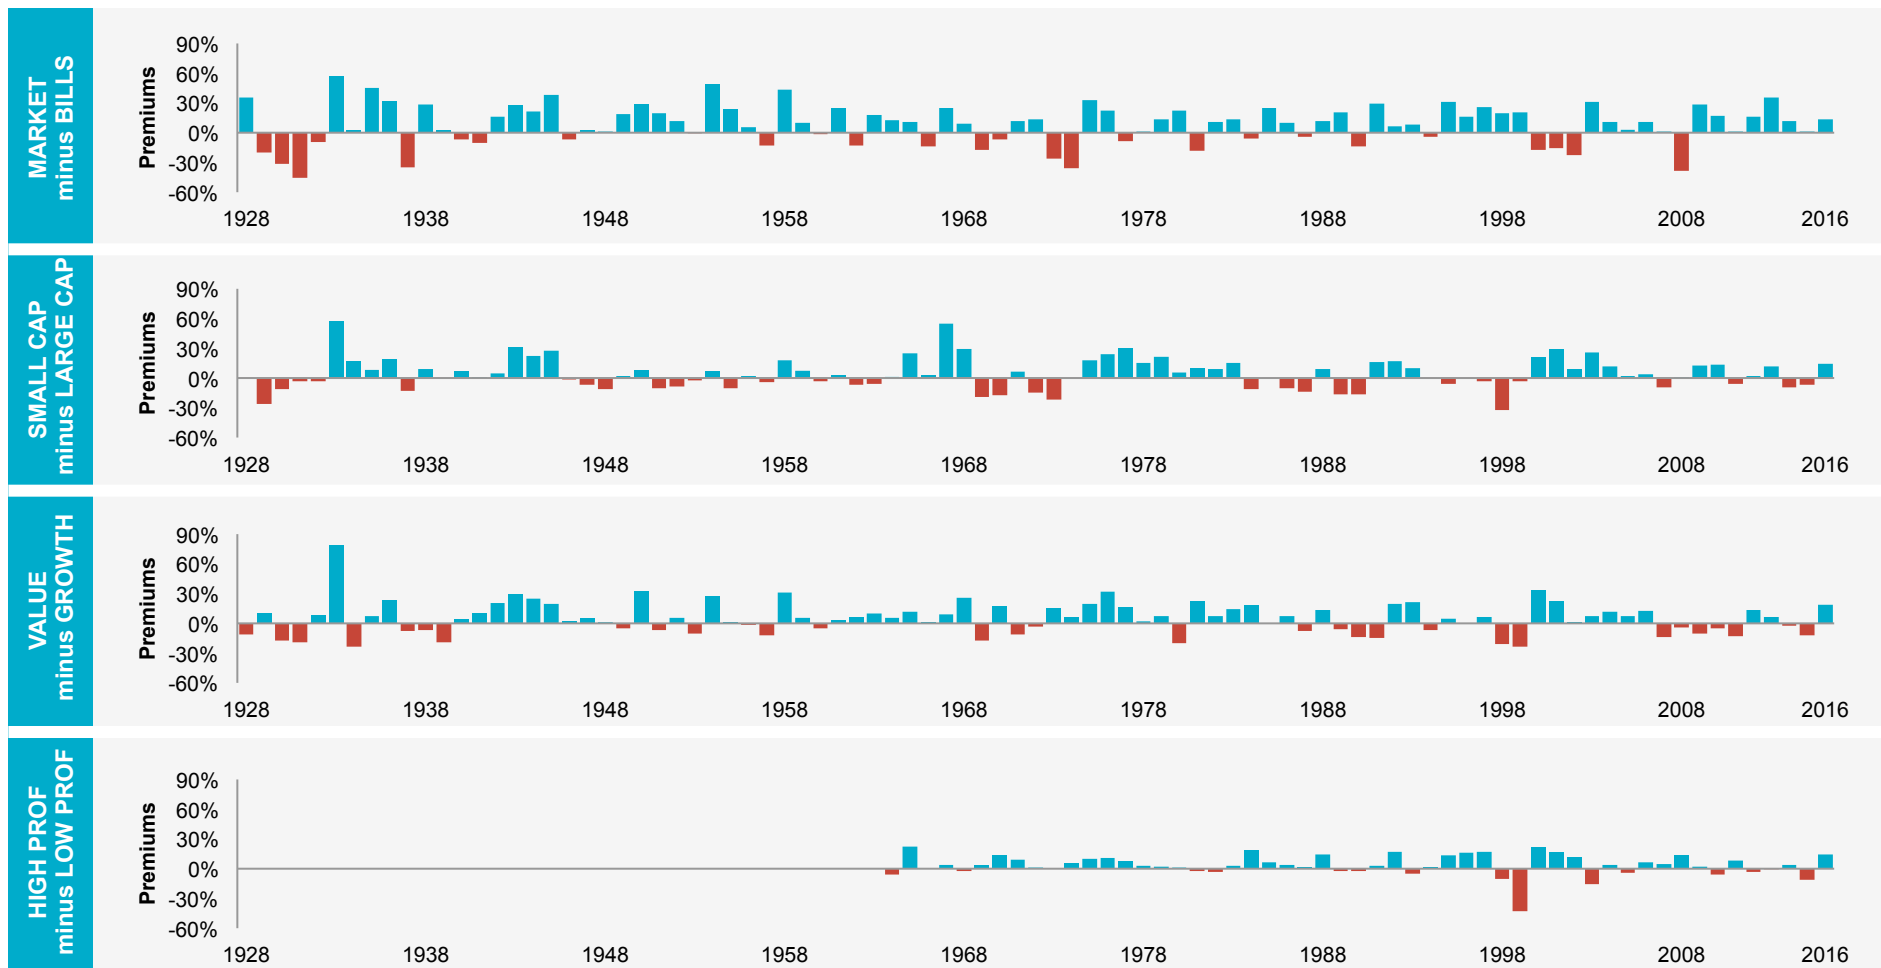 MARKET
minus BILLS
Premiums
90%
60%
30%
0%
-30%
-60%
1928 1938 1948 1958 1968 1978 1988 1998 2008 2016
SMALL CAP
minus LARGE CAP
Premiums
90%
60%
30%
0%
-30%
-60%
1928 1938 1948 1958 1968 1978 1988 1998 2008 2016
VALUE
minus GGROWTH
Premiums
90%
60%
30%
0%
-30%
-60%
1928 1938 1948 1958 1968 1978 1988 1998 2008 2016
HIGH PROF
minus LOW PROF
Premiums
90%
60%
30%
0%
-30%
-60%
1928 1938 1948 1958 1968 1978 1988 1998 2008 2016